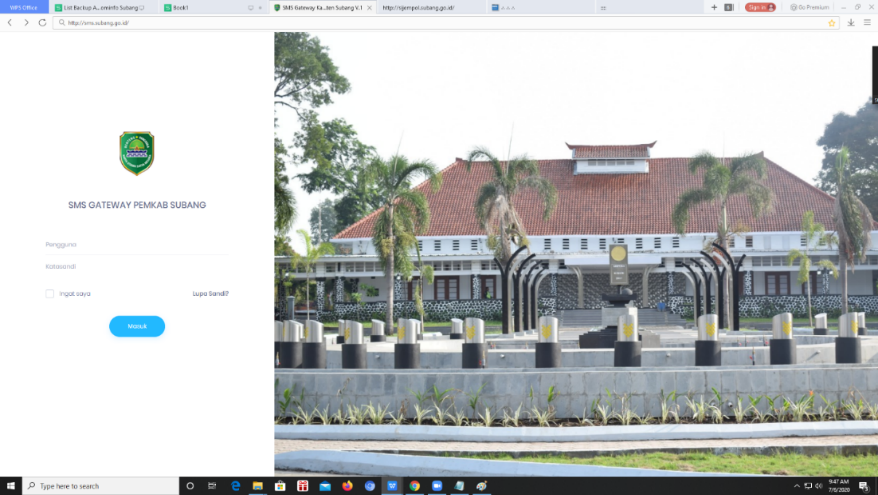 WPS Office
List Backup A...ominfo Subang
Book1
SMS Gateway Ka...ten Subang V.1
http://sijempol.subang.go.id/
Sign in
Go Premium
http://sms.subang.go.id/
SMS GATEWAY PEMKAB SUBANG
Pengguna
Katasandi
Ingat saya
Lupa Sandi?
Masuk
Type here to search
9:47 AM
7/6/2020